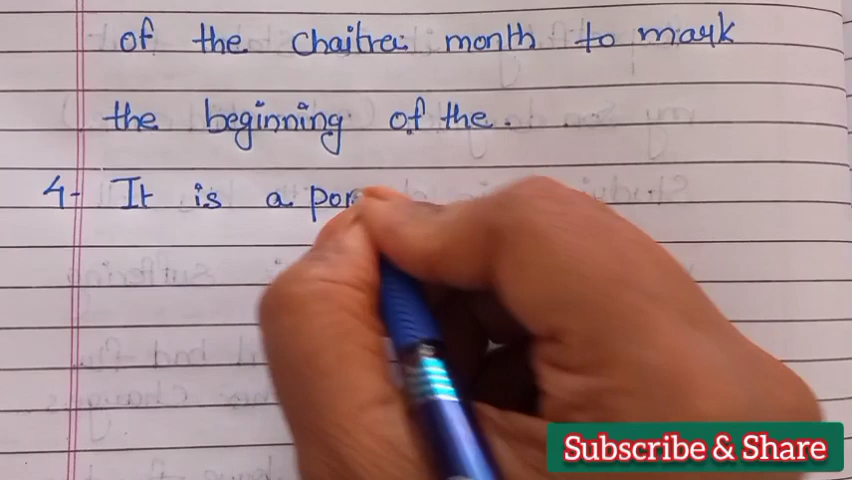 of the chaitra month to mark
the beginning of the.
4- It is a
Subscribe & Share